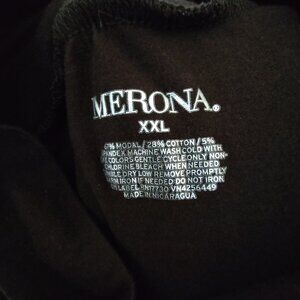 MERONA®
XXL
67% MODAL / 28% COTTON / 5%
SPANDEX MACHINE WASH COLD WITH
LIKE COLORS GENTLE CYCLE ONLY NON-
CHLORINE BLEACH WHEN NEEDED
TUMBLE DRY LOW REMOVE PROMPTLY
WARM IRON IF NEEDED DO NOT IRON
ON LABEL RN17730 VN4256449
MADE IN NICARAGUA